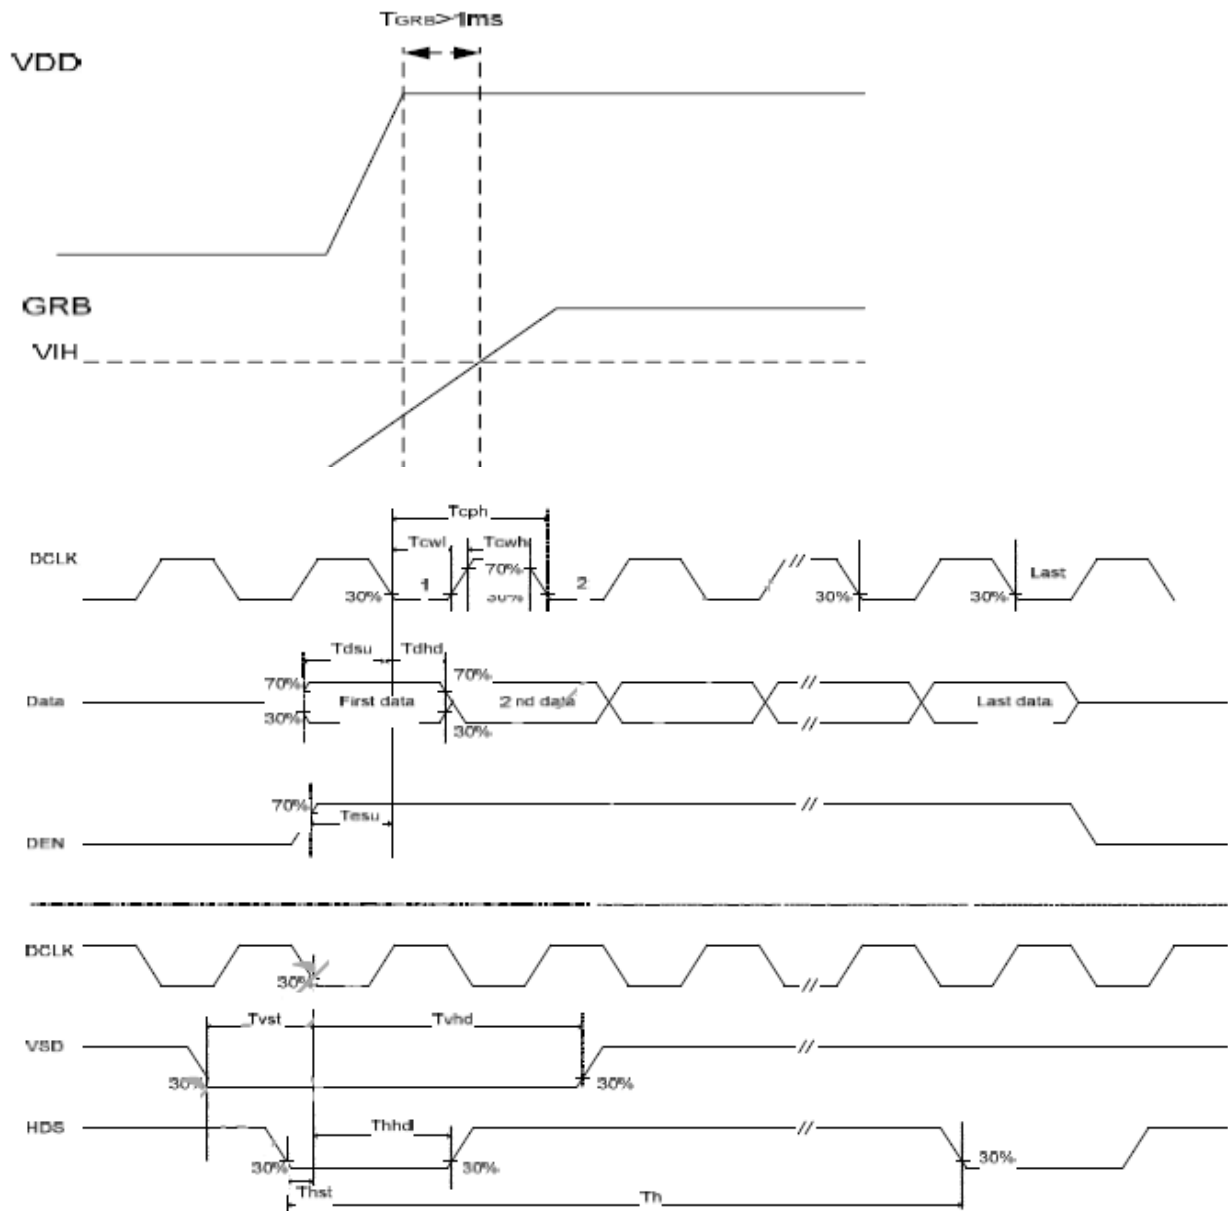 TGRB>1ms
VDD
GRB
VIH
Tcph
DCLK
Tcwl Tcwh
30% 1 70% 30% 2 30% 30% Last
Tdsu Tdhd
70% 70%
Data First data 2 nd data Last data
30% 30%
70%
Tesu
DEN
DCLK
30%
Tvst Tvhd
VSD
30% 30%
HDS Thhd
30% 30% 30%
Thst Th